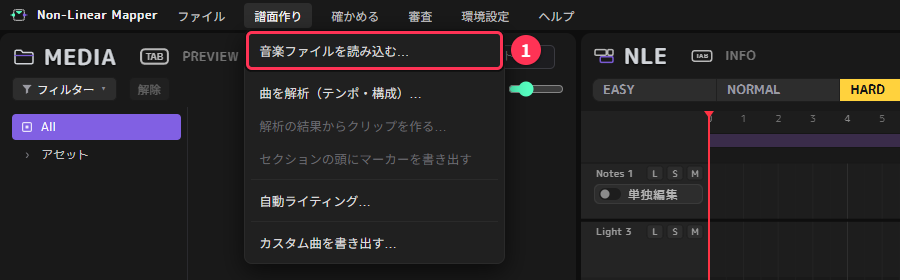 Non-Linear Mapper ファイル 譜面作り 確かめる 審査 環境設定 ヘルプ
MEDIA TAB PREVIEW
音楽ファイルを読み込む... 1
曲を解析（テンポ・構成）...
解析の結果からクリップを作る...
セクションの頭にマーカーを書き出す
自動ライティング...
カスタム曲を書き出す...
フィルター 解除
All
アセット
NLE TAB INFO
EASY NORMAL HARD
0 1 2 3 4 5
Notes 1 L S M
単独編集
Light 3 L S M